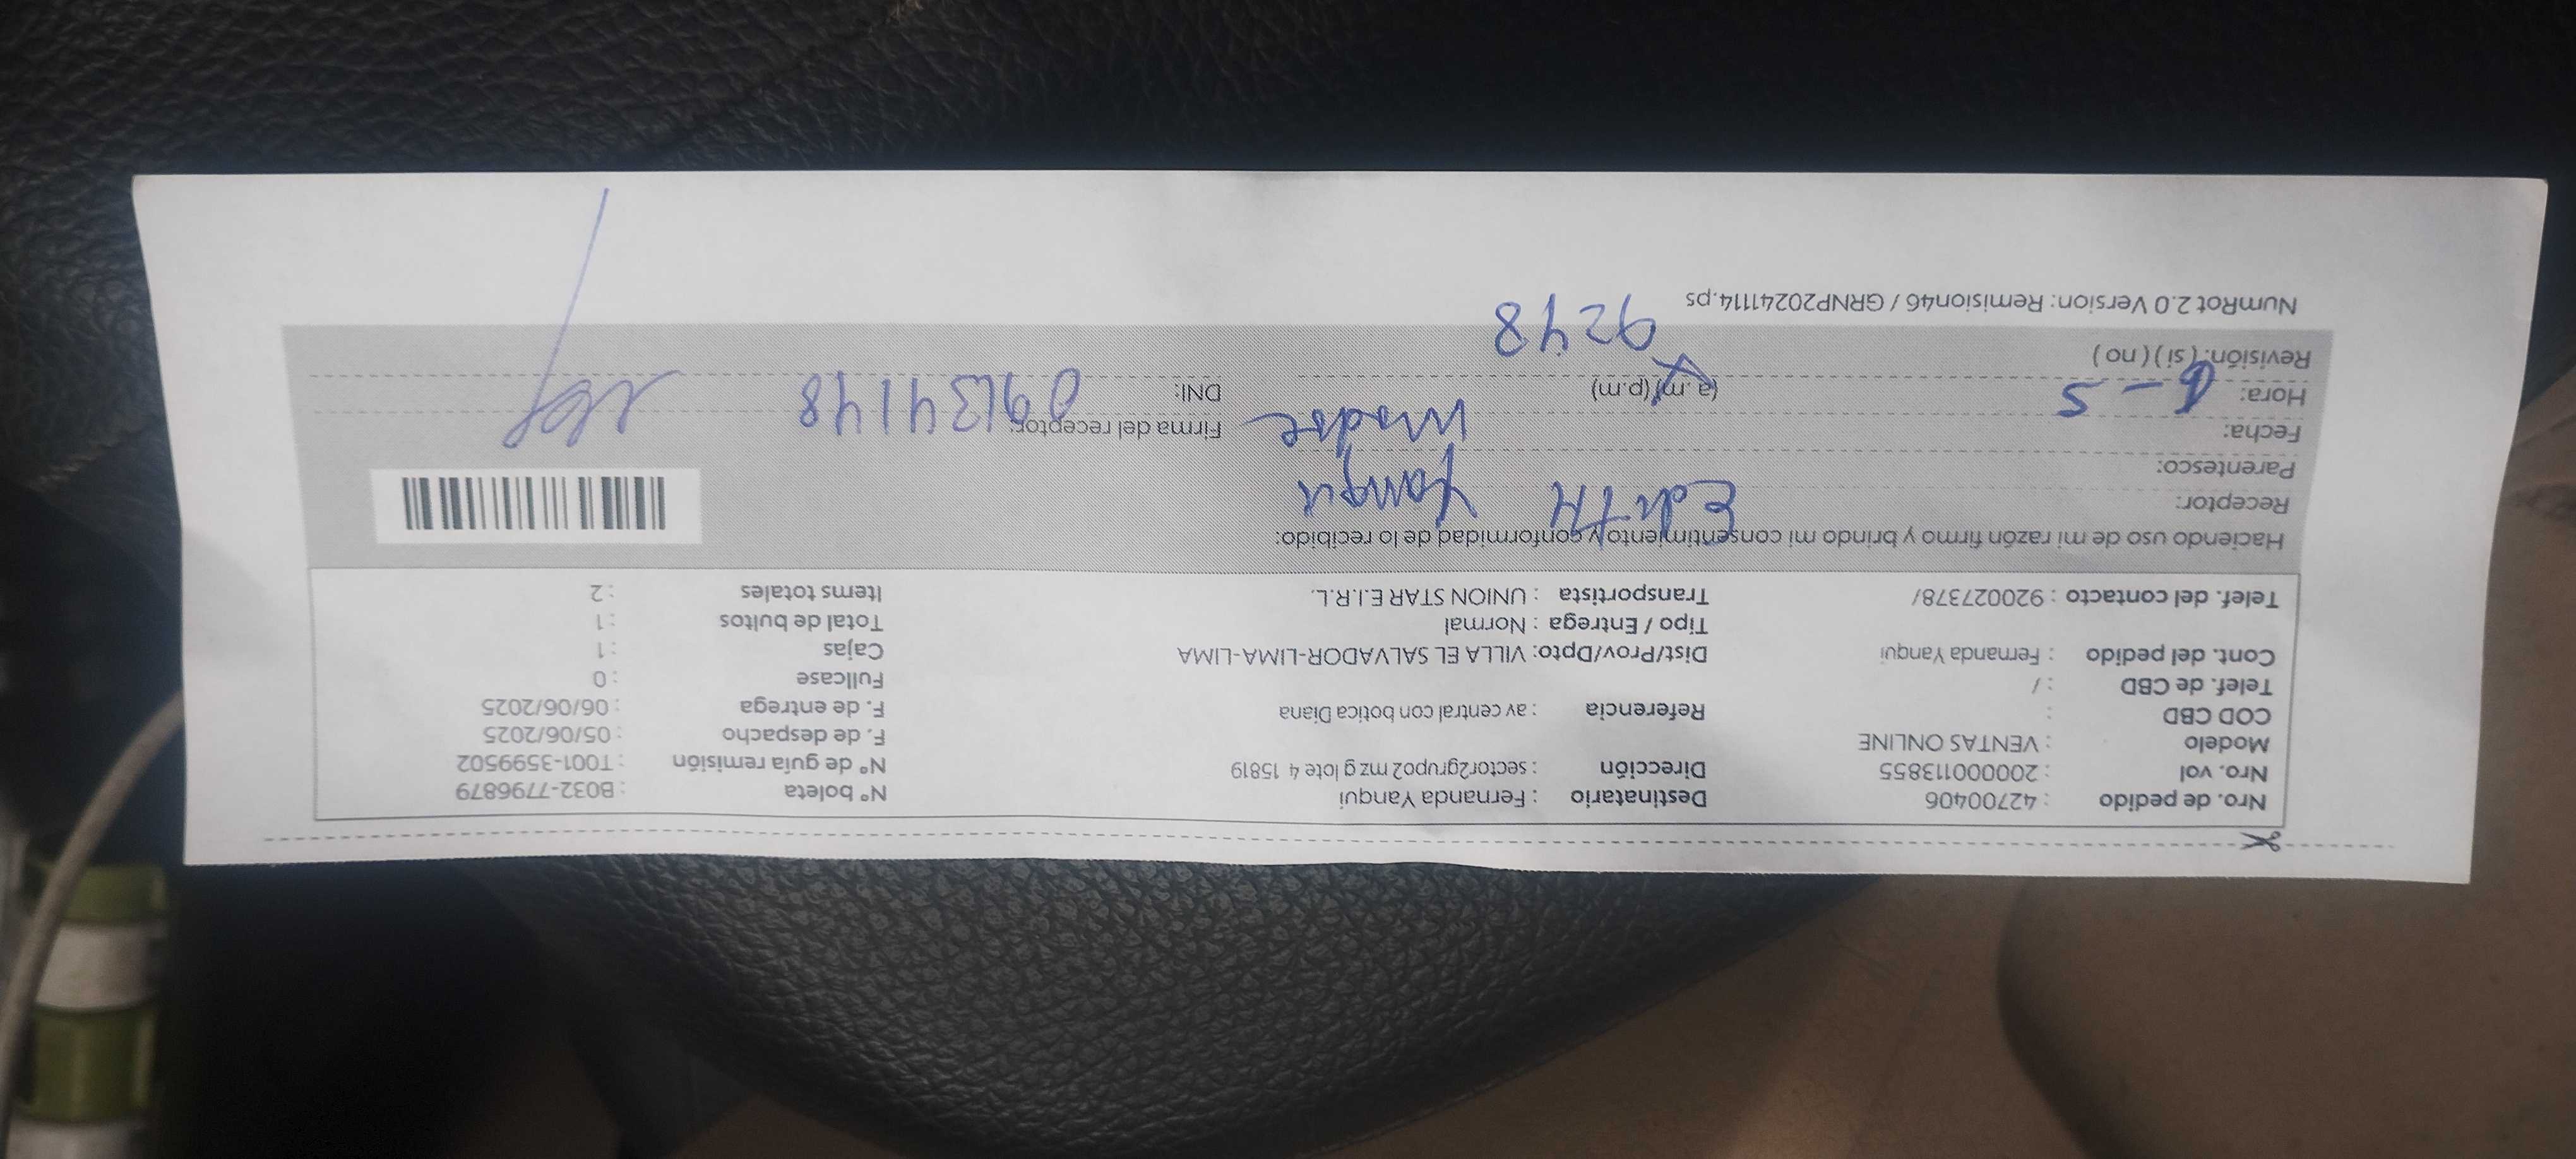 Nro. de pedido : 42700406
Nro. vol : 200000113855
Modelo : VENTAS ONLINE
COD CBD :
Telef. de CBD : /
Cont. del pedido : Fernanda Yanqui
Telef. del contacto : 920027378/
Destinatario : Fernanda Yanqui
Dirección : sector2grupo2 mz g lote 4 15819
Referencia : av central con botica Diana
Dist/Prov/Dpto: VILLA EL SALVADOR-LIMA-LIMA
Tipo / Entrega : Normal
Transportista : UNION STAR E.I.R.L.
N° boleta : B032-7796879
N° de guía remisión : T001-3599502
F. de despacho : 05/06/2025
F. de entrega : 06/06/2025
Fullcase : 0
Cajas : 1
Total de bultos : 1
Items totales : 2
Haciendo uso de mi razón firmo y brindo mi consentimiento y conformidad de lo recibido:
Receptor: Edith Yanqui
Parentesco:
Fecha: Madre
Hora: 6-5 (a.m)(p.m)
Revisión: (si) (no) 9248
Firma del receptor:
DNI: 09134148
NumRot 2.0 Version: Remision46 / GRNP20241114.ps